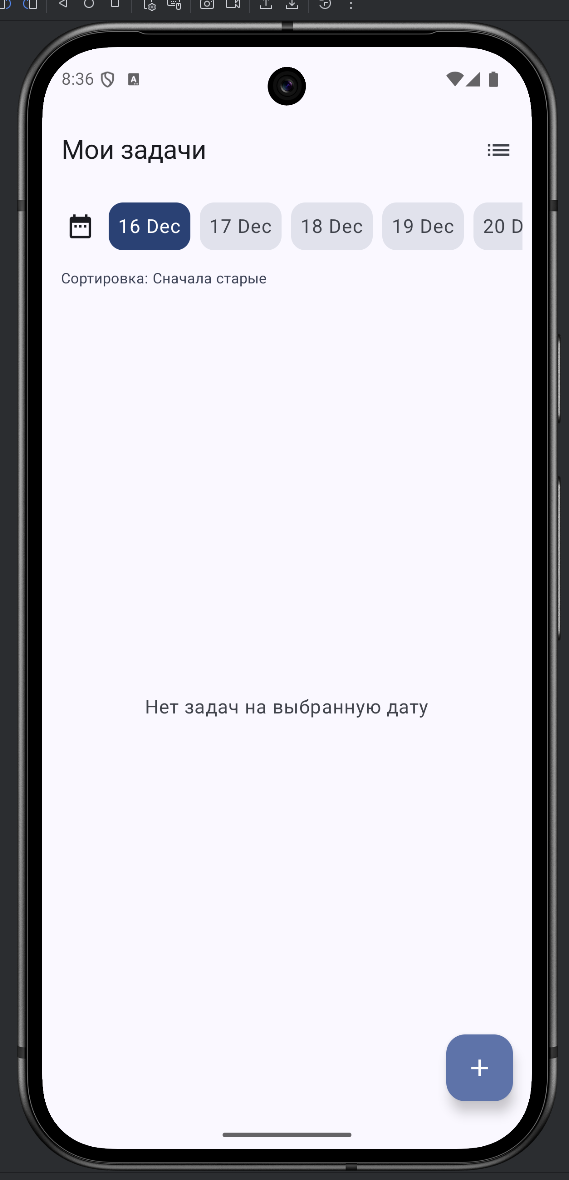 8:36
Мои задачи
16 Dec 17 Dec 18 Dec 19 Dec 20 D
Сортировка: Сначала старые
Нет задач на выбранную дату
+